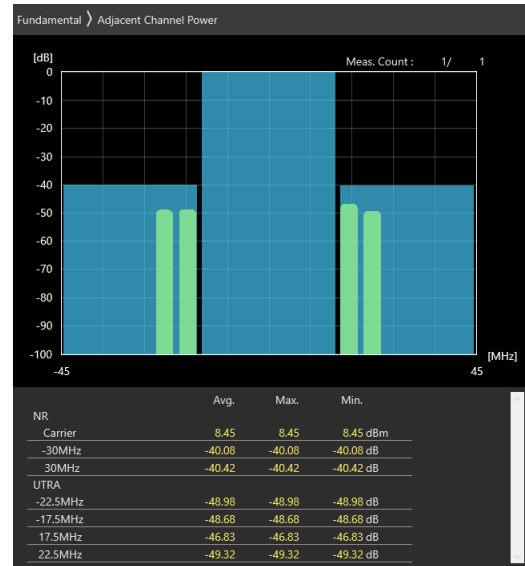 Fundamental 〉 Adjacent Channel Power
[dB]
Meas. Count : 1/ 1
0
-10
-20
-30
-40
-50
-60
-70
-80
-90
-100
[MHz]
-45 45
Avg. Max. Min.
NR
Carrier 8.45 8.45 8.45 dBm
-30MHz -40.08 -40.08 -40.08 dB
30MHz -40.42 -40.42 -40.42 dB
UTRA
-22.5MHz -48.98 -48.98 -48.98 dB
-17.5MHz -48.68 -48.68 -48.68 dB
17.5MHz -46.83 -46.83 -46.83 dB
22.5MHz -49.32 -49.32 -49.32 dB